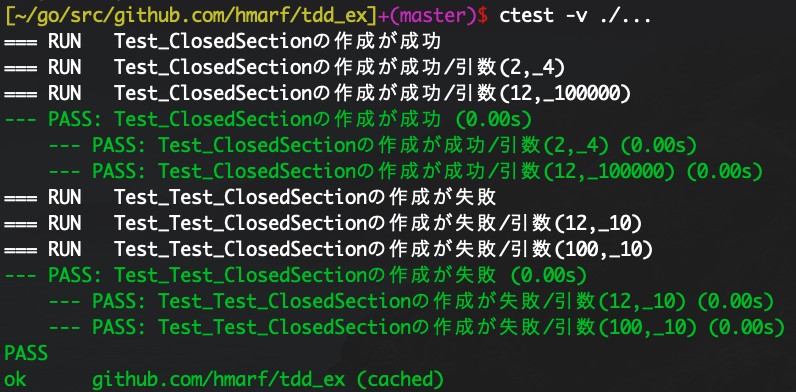 [~/go/src/github.com/hmarf/tdd_ex]+(master)$ ctest -v ./...
=== RUN   Test_ClosedSectionの作成が成功
=== RUN   Test_ClosedSectionの作成が成功/引数(2,_4)
=== RUN   Test_ClosedSectionの作成が成功/引数(12,_100000)
--- PASS: Test_ClosedSectionの作成が成功 (0.00s)
    --- PASS: Test_ClosedSectionの作成が成功/引数(2,_4) (0.00s)
    --- PASS: Test_ClosedSectionの作成が成功/引数(12,_100000) (0.00s)
=== RUN   Test_Test_ClosedSectionの作成が失敗
=== RUN   Test_Test_ClosedSectionの作成が失敗/引数(12,_10)
=== RUN   Test_Test_ClosedSectionの作成が失敗/引数(100,_10)
--- PASS: Test_Test_ClosedSectionの作成が失敗 (0.00s)
    --- PASS: Test_Test_ClosedSectionの作成が失敗/引数(12,_10) (0.00s)
    --- PASS: Test_Test_ClosedSectionの作成が失敗/引数(100,_10) (0.00s)
PASS
ok      github.com/hmarf/tdd_ex (cached)